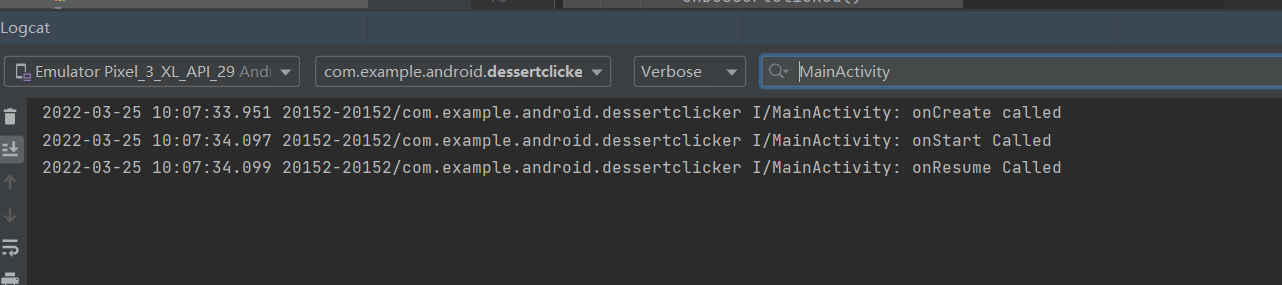 Logcat
Emulator Pixel_3_XL_API_29 Andr
com.example.android.dessertclicke
Verbose
MainActivity
2022-03-25 10:07:33.951 20152-20152/com.example.android.dessertclicker I/MainActivity: onCreate called
2022-03-25 10:07:34.097 20152-20152/com.example.android.dessertclicker I/MainActivity: onStart Called
2022-03-25 10:07:34.099 20152-20152/com.example.android.dessertclicker I/MainActivity: onResume Called